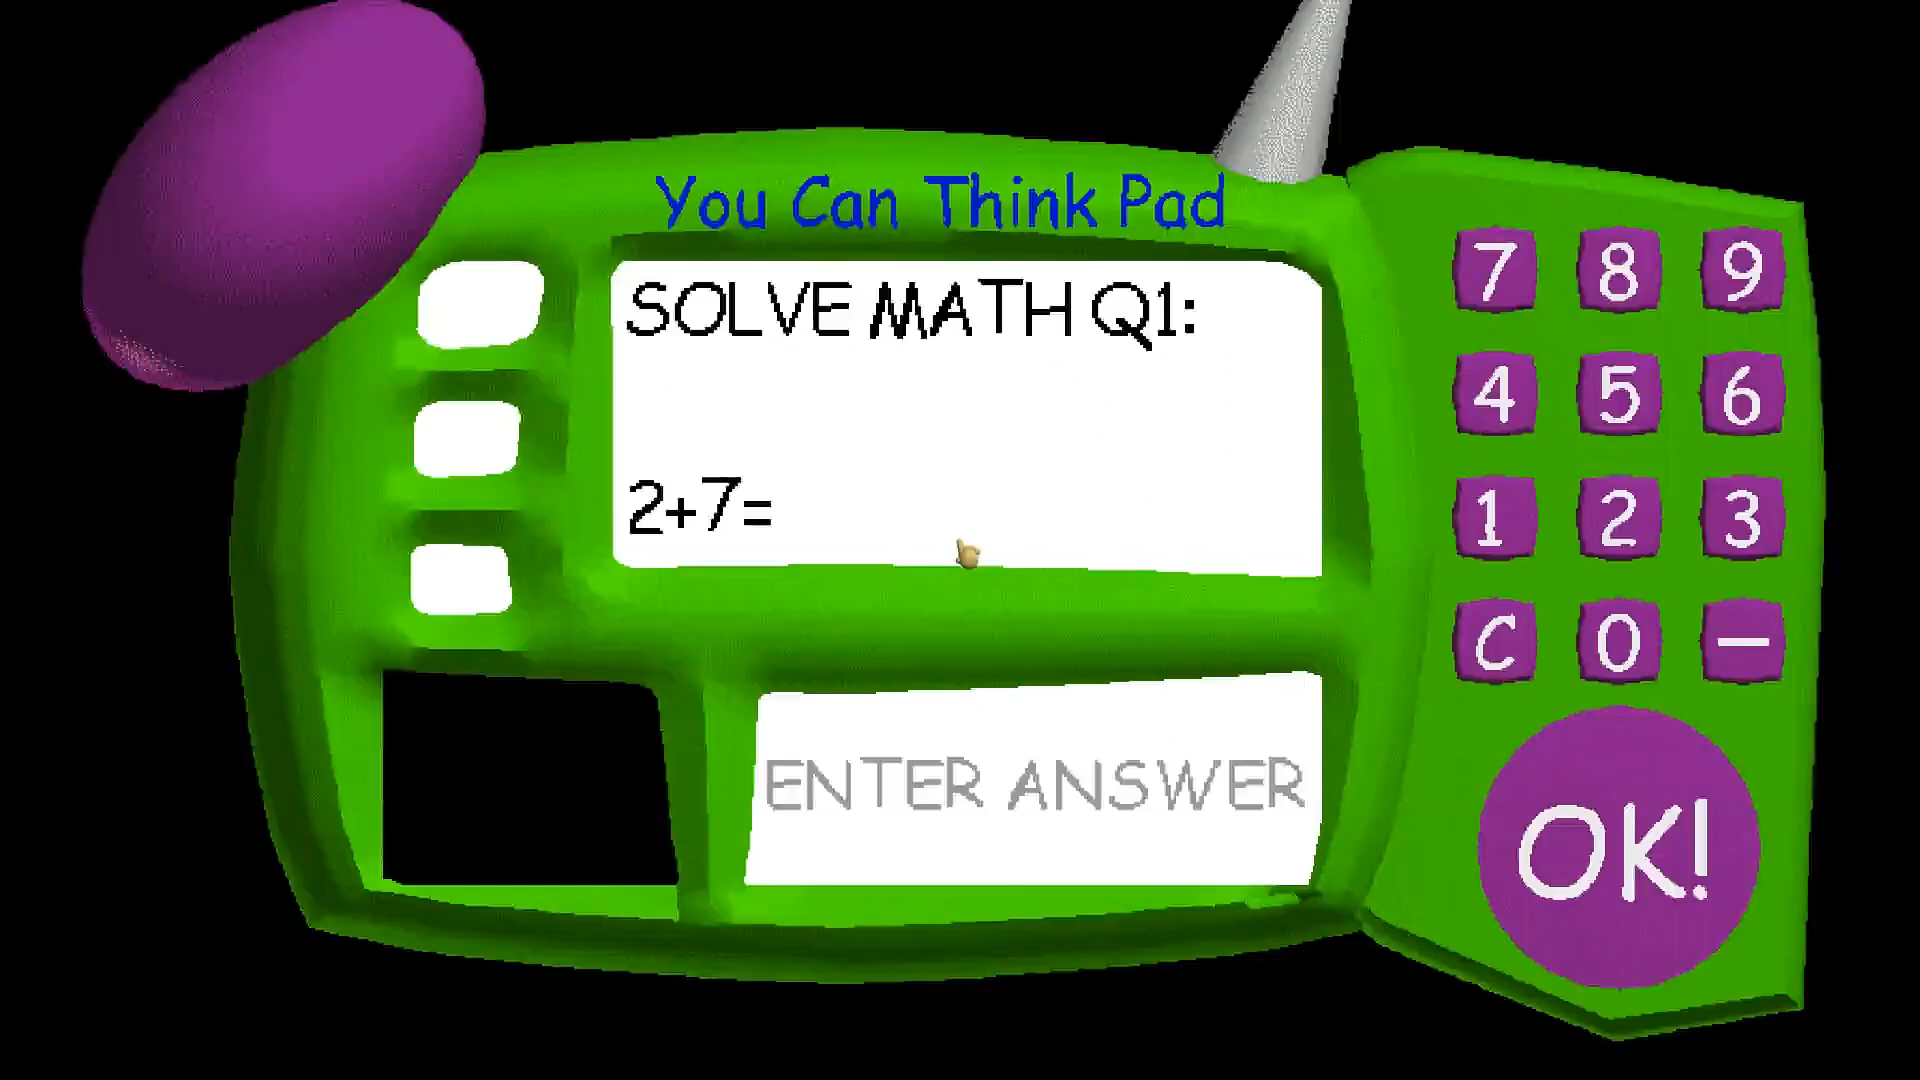 You Can Think Pad
SOLVE MATH Q1:
2+7=
ENTER ANSWER
7 8 9
4 5 6
1 2 3
C 0 —
OK!